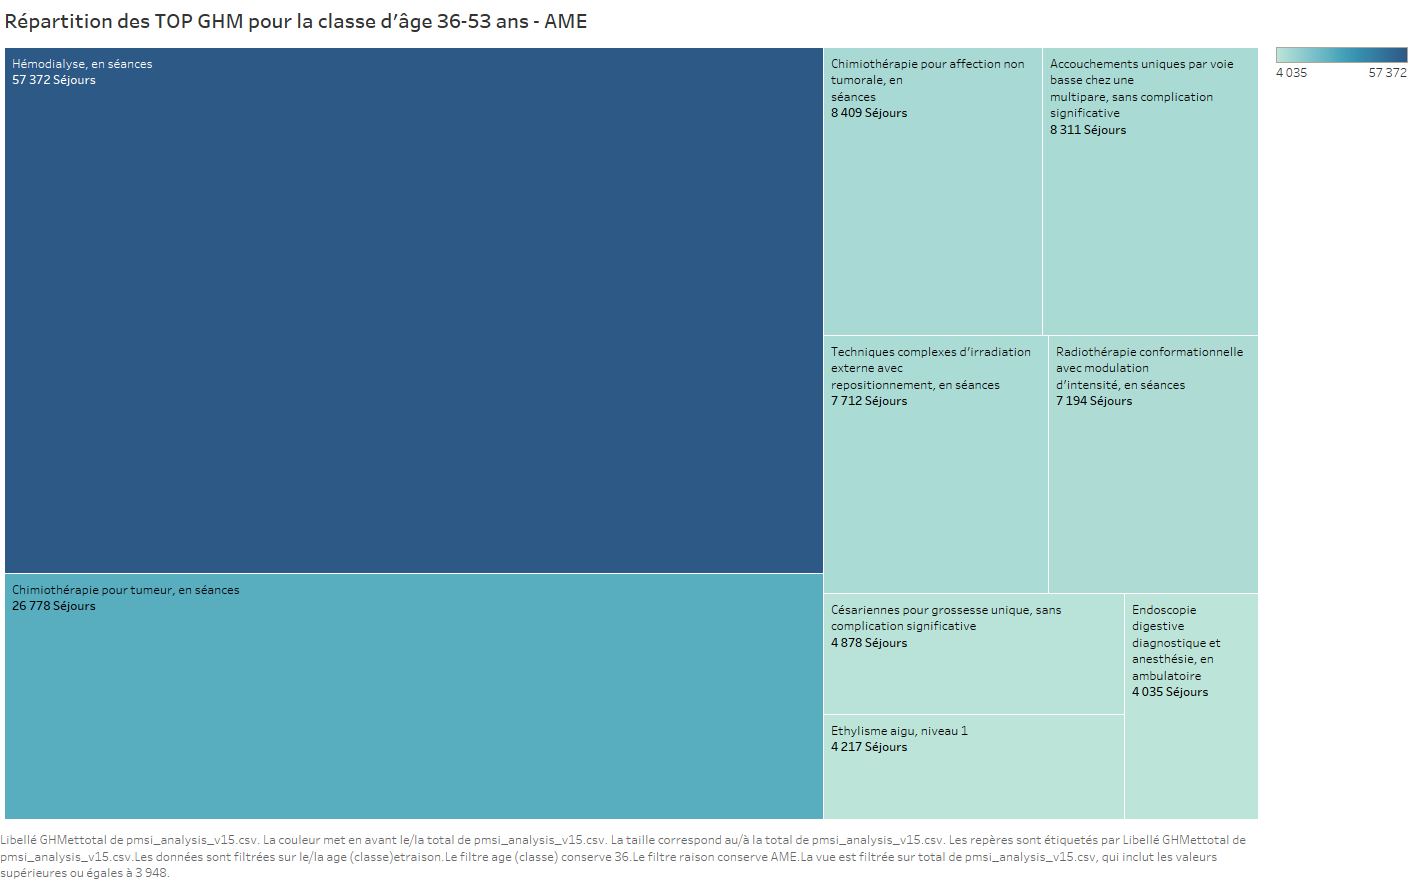 Répartition des TOP GHM pour la classe d’âge 36-53 ans - AME
Hémodialyse, en séances
57 372 Séjours
Chimiothérapie pour affection non
tumorale, en
séances
8 409 Séjours
Accouchements uniques par voie
basse chez une
multipare, sans complication
significative
8 311 Séjours
4 035
57 372
Techniques complexes d’irradiation
externe avec
repositionnement, en séances
7 712 Séjours
Radiothérapie conformationnelle
avec modulation
d’intensité, en séances
7 194 Séjours
Chimiothérapie pour tumeur, en séances
26 778 Séjours
Césariennes pour grossesse unique, sans
complication significative
4 878 Séjours
Endoscopie
digestive
diagnostique et
anesthésie, en
ambulatoire
4 035 Séjours
Ethylisme aigu, niveau 1
4 217 Séjours
Libellé GHMettotal de pmsi_analysis_v15.csv. La couleur met en avant le/la total de pmsi_analysis_v15.csv. La taille correspond au/à la total de pmsi_analysis_v15.csv. Les repères sont étiquetés par Libellé GHMettotal de
pmsi_analysis_v15.csv.Les données sont filtrées sur le/la age (classe)etraison.Le filtre age (classe) conserve 36.Le filtre raison conserve AME.La vue est filtrée sur total de pmsi_analysis_v15.csv, qui inclut les valeurs
supérieures ou égales à 3 948.